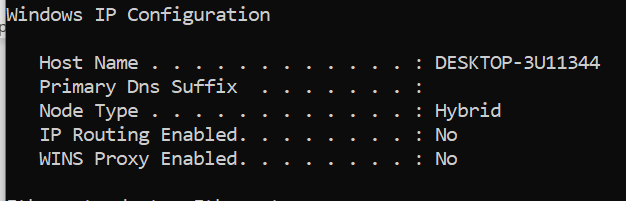 Windows IP Configuration
Host Name . . . . . . . . . . . . : DESKTOP-3U11344
Primary Dns Suffix  . . . . . . . :
Node Type . . . . . . . . . . . . : Hybrid
IP Routing Enabled. . . . . . . . : No
WINS Proxy Enabled. . . . . . . . : No